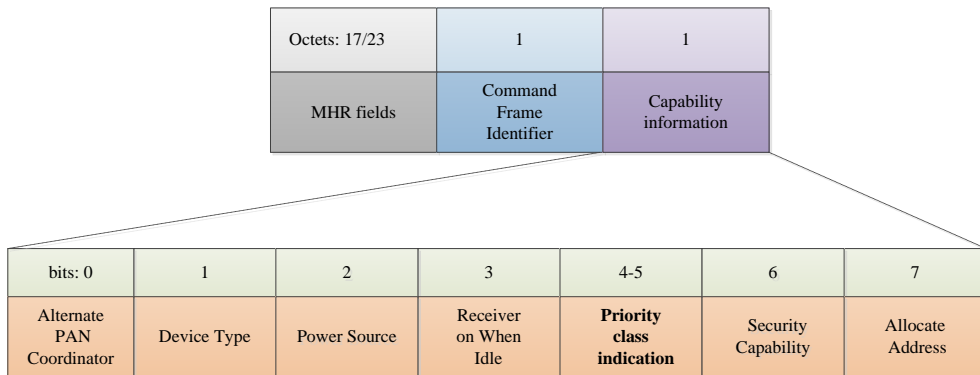 Octets: 17/23
1
1
MHR fields
Command
Frame
Identifier
Capability
information
bits: 0
1
2
3
4-5
6
7
Alternate
PAN
Coordinator
Device Type
Power Source
Receiver
on When
Idle
Priority
class
indication
Security
Capability
Allocate
Address